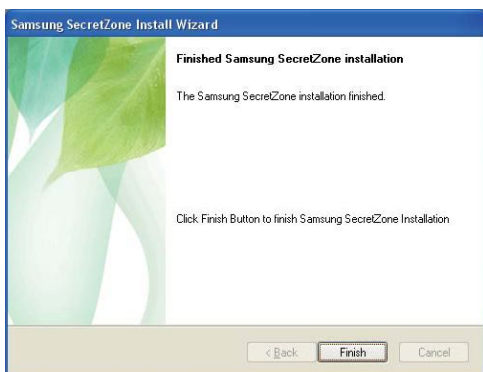 Samsung SecretZone Install Wizard
Finished Samsung SecretZone installation
The Samsung SecretZone installation finished.
Click Finish Button to finish Samsung SecretZone Installation
< Back
Finish
Cancel